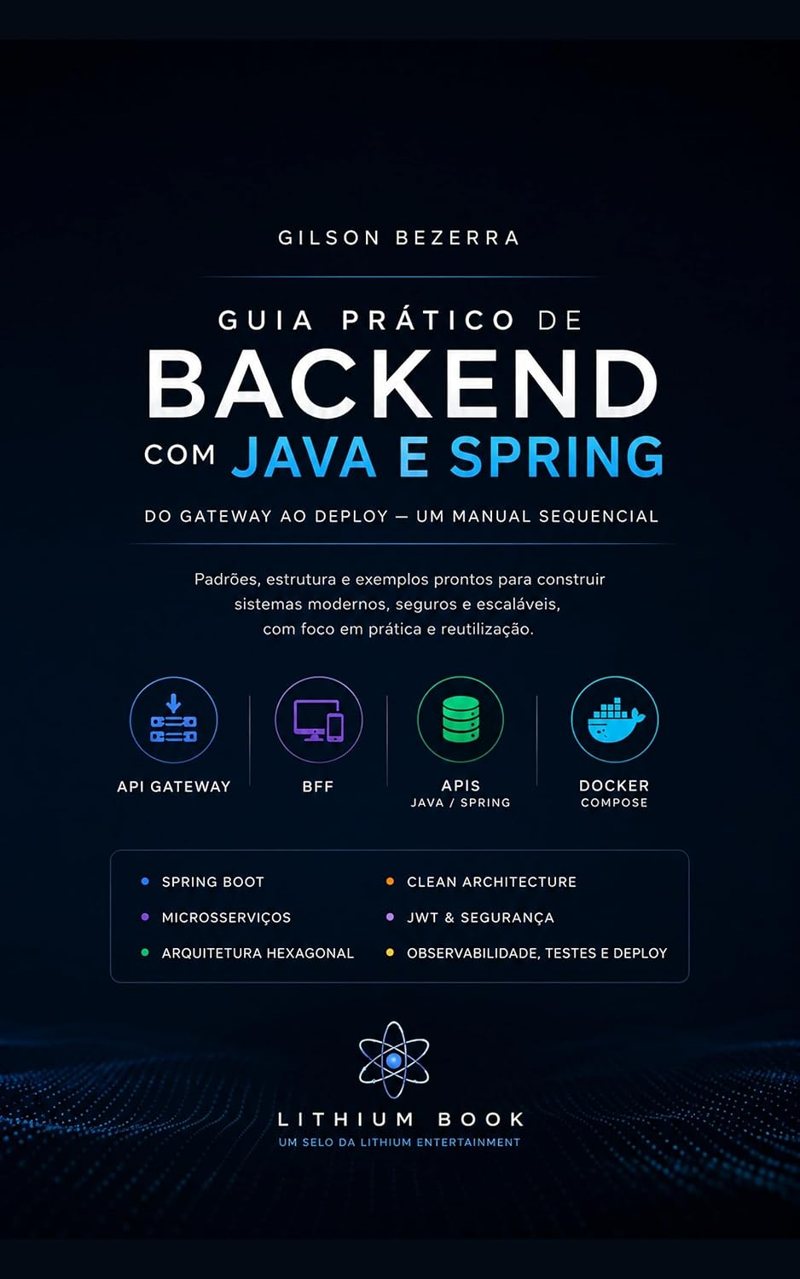 GILSON BEZERRA
GUIA PRÁTICO DE
BACKEND
COM JAVA E SPRING
DO GATEWAY AO DEPLOY — UM MANUAL SEQUENCIAL
Padrões, estrutura e exemplos prontos para construir
sistemas modernos, seguros e escaláveis,
com foco em prática e reutilização.
API GATEWAY
BFF
APIS
JAVA / SPRING
DOCKER
COMPOSE
SPRING BOOT
MICROSSERVIÇOS
ARQUITETURA HEXAGONAL
CLEAN ARCHITECTURE
JWT & SEGURANÇA
OBSERVABILIDADE, TESTES E DEPLOY
LITHIUM BOOK
UM SELO DA LITHIUM ENTERTAINMENT